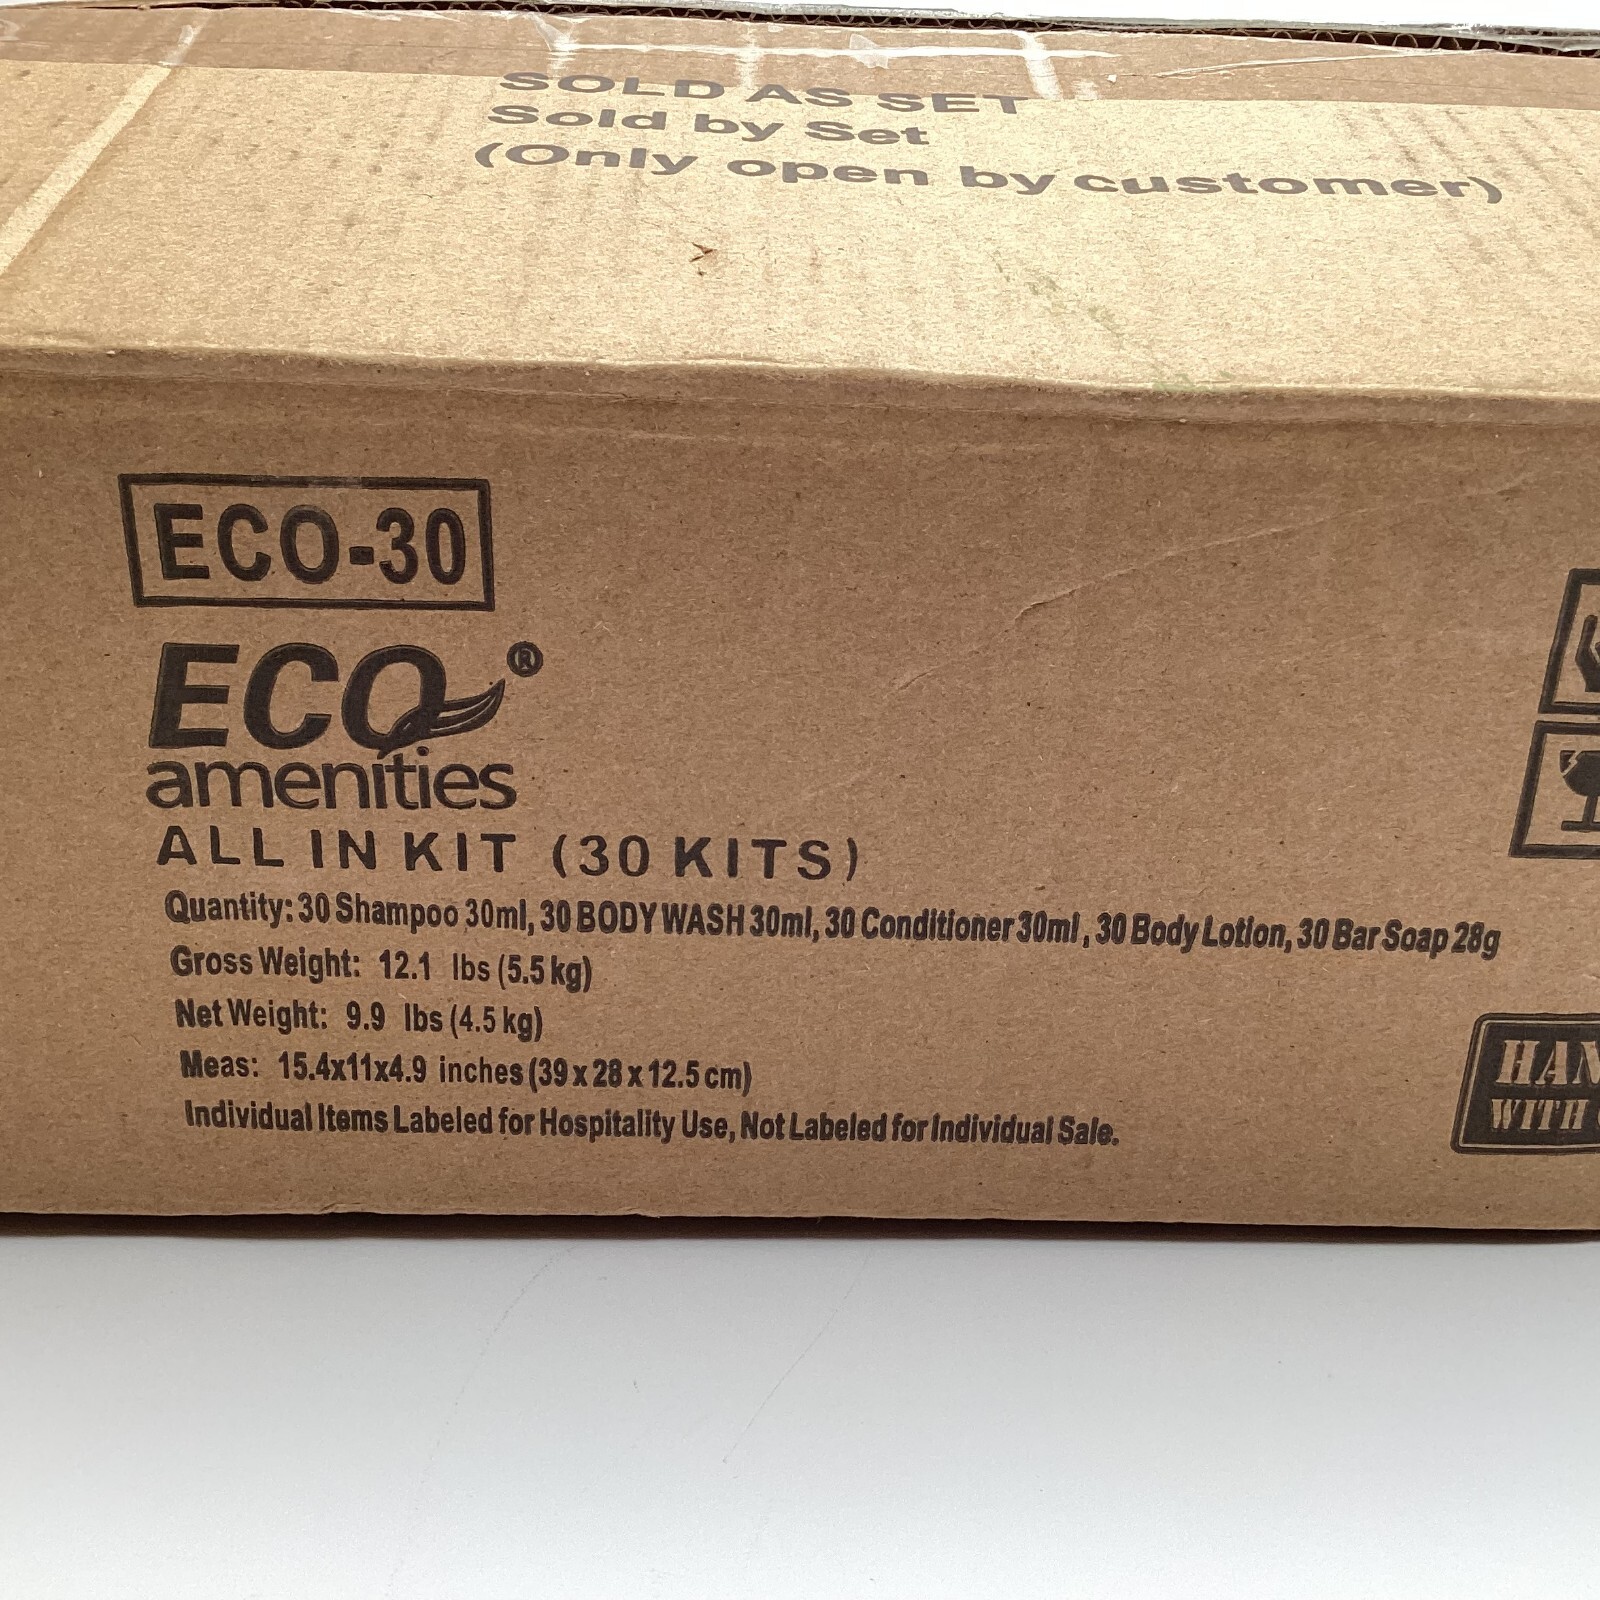 SOLD AS SET
Sold by Set
(Only open by customer)
ECO-30
ECO®
amenities
ALL IN KIT (30 KITS)
Quantity: 30 Shampoo 30ml, 30 BODY WASH 30ml, 30 Conditioner 30ml, 30 Body Lotion, 30 Bar Soap 28g
Gross Weight: 12.1 lbs (5.5 kg)
Net Weight: 9.9 lbs (4.5 kg)
Meas: 15.4x11x4.9 inches (39 x 28 x 12.5 cm)
Individual Items Labeled for Hospitality Use, Not Labeled for Individual Sale.
WITH